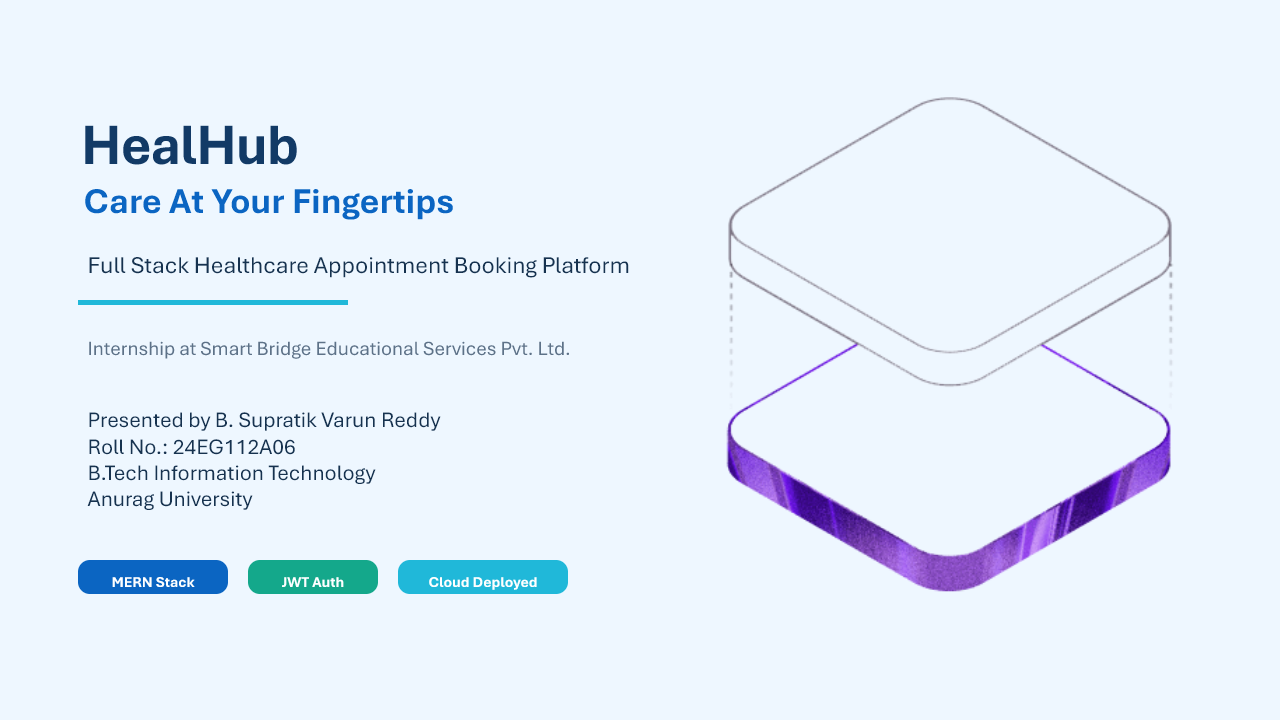 HealHub
Care At Your Fingertips
Full Stack Healthcare Appointment Booking Platform
Internship at Smart Bridge Educational Services Pvt. Ltd.
Presented by B. Supratik Varun Reddy
Roll No.: 24EG112A06
B.Tech Information Technology
Anurag University
MERN Stack
JWT Auth
Cloud Deployed